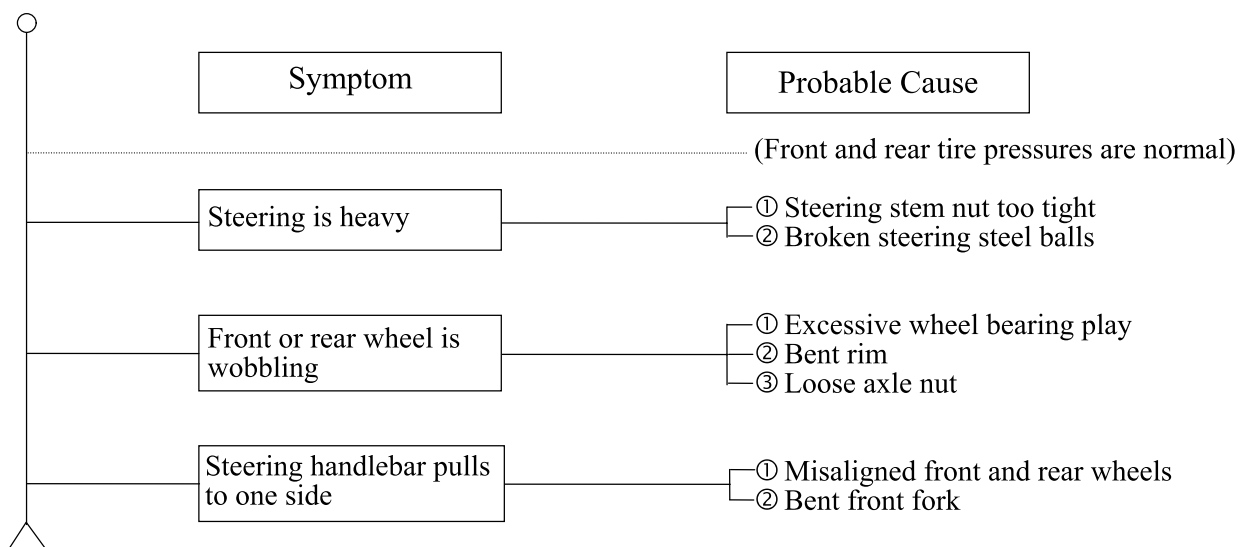 Symptom
Probable Cause
(Front and rear tire pressures are normal)
Steering is heavy
① Steering stem nut too tight
② Broken steering steel balls
Front or rear wheel is
wobbling
① Excessive wheel bearing play
② Bent rim
③ Loose axle nut
Steering handlebar pulls
to one side
① Misaligned front and rear wheels
② Bent front fork